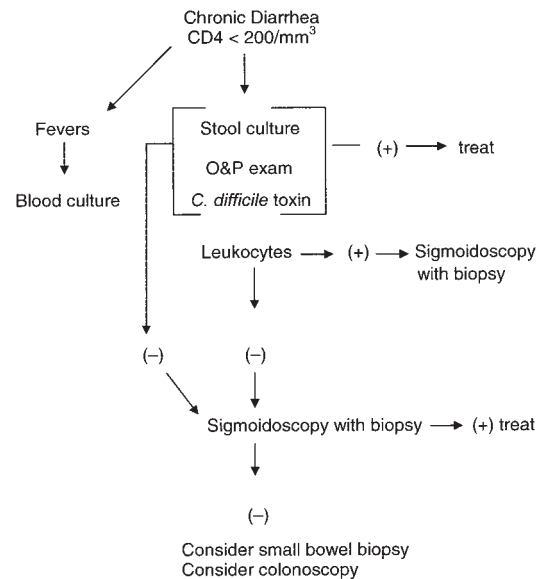 Chronic Diarrhea
CD4 < 200/mm³
Fevers
Blood culture
Stool culture
O&P exam
C. difficile toxin
(+)
treat
Leukocytes
(+)
Sigmoidoscopy
with biopsy
(–)
(–)
Sigmoidoscopy with biopsy
(+) treat
(–)
Consider small bowel biopsy
Consider colonoscopy